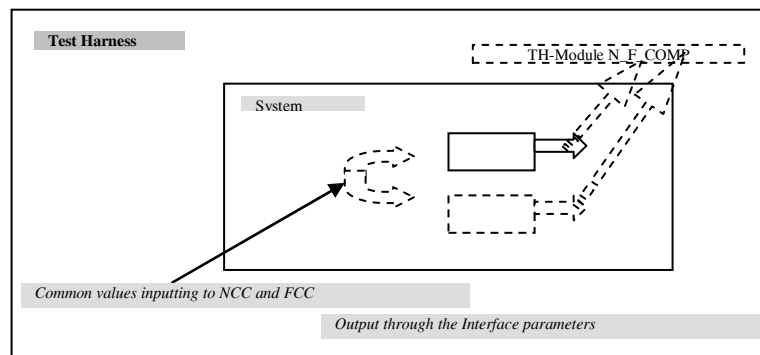 Test Harness
TH-Module N_F_COMP
System
Common values inputting to NCC and FCC
Output through the Interface parameters